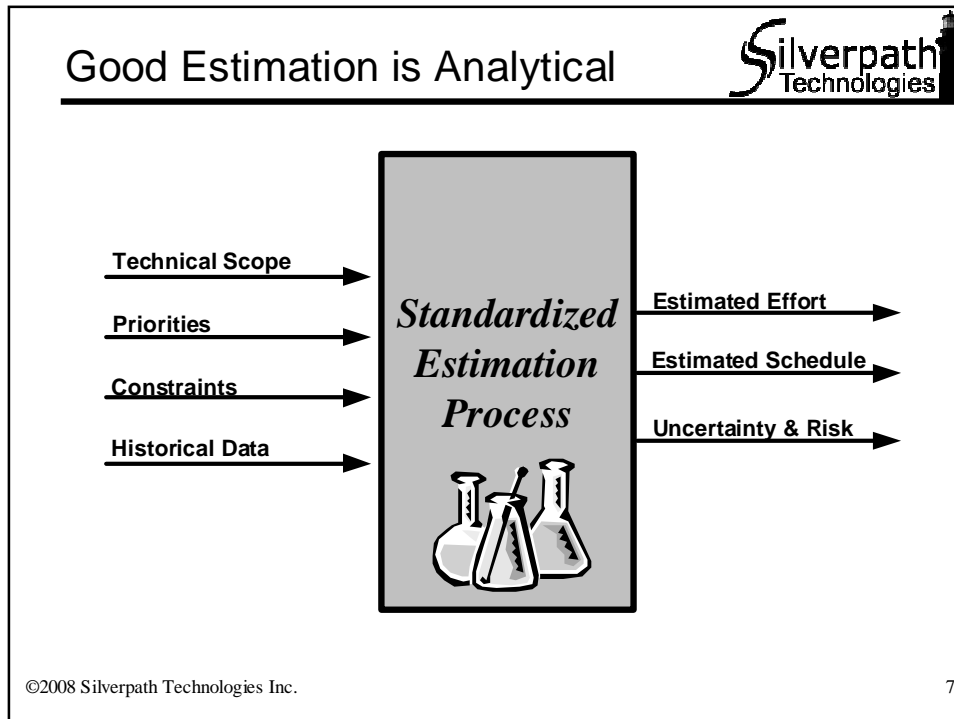 Good Estimation is Analytical
Silverpath
Technologies
Technical Scope
Priorities
Constraints
Historical Data
Standardized
Estimation
Process
Estimated Effort
Estimated Schedule
Uncertainty & Risk
©2008 Silverpath Technologies Inc.
7